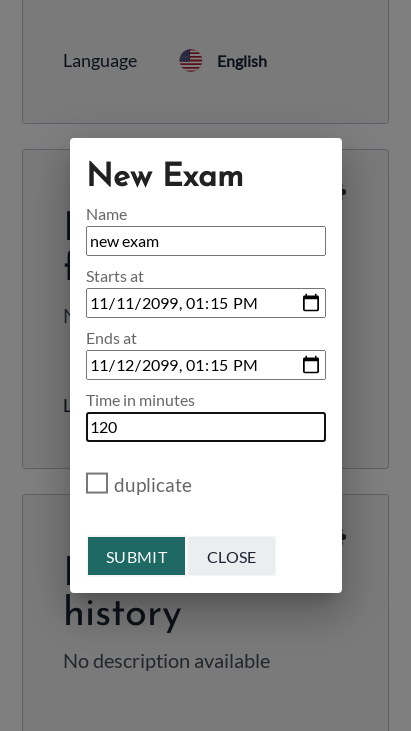 Language English
New Exam
Name
new exam
Starts at
11/11/2099, 01:15 PM
Ends at
11/12/2099, 01:15 PM
Time in minutes
120
duplicate
SUBMIT CLOSE
history
No description available